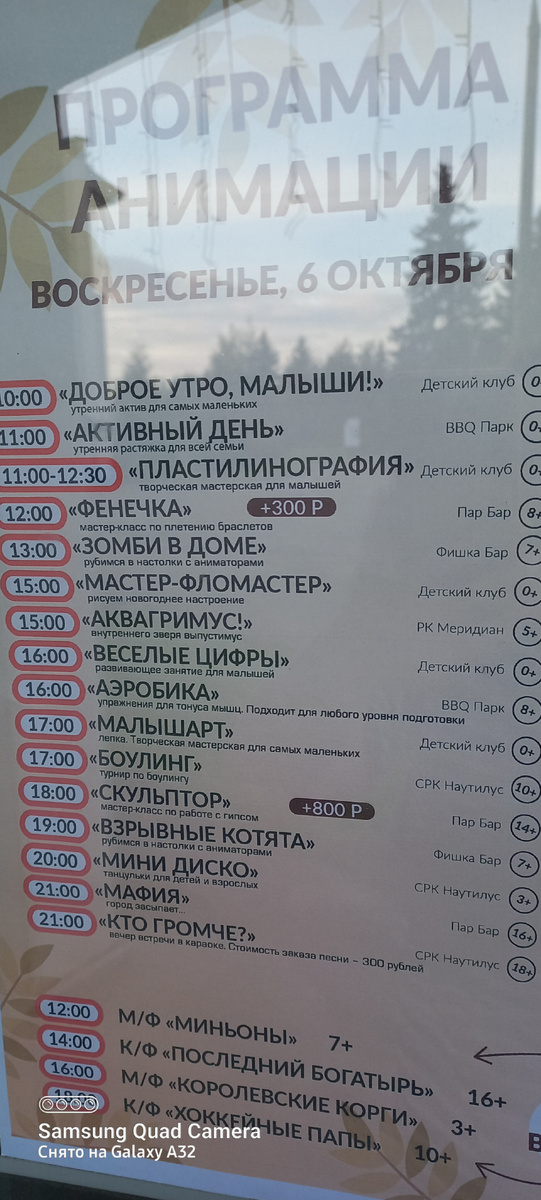 ПРОГРАММА
АНИМАЦИИ
ВОСКРЕСЕНЬЕ, 6 ОКТЯБРЯ
10:00 «ДОБРОЕ УТРО, МАЛЫШИ!» Детский клуб 0+
утренний актив для самых маленьких
11:00 «АКТИВНЫЙ ДЕНЬ» BBQ Парк 0+
утренняя растяжка для всей семьи
11:00-12:30 «ПЛАСТИЛИНОГРАФИЯ» Детский клуб 0+
творческая мастерская для малышей
12:00 «ФЕНЕЧКА» +300 Р Пар Бар 8+
мастер-класс по плетению браслетов
13:00 «ЗОМБИ В ДОМЕ» Фишка Бар 7+
рубимся в настолки с аниматорами
15:00 «МАСТЕР-ФЛОМАСТЕР» Детский клуб 0+
рисуем новогоднее настроение
15:00 «АКВАГРИМУС!» РК Меридиан 5+
внутреннего зверя выпустимус
16:00 «ВЕСЕЛЫЕ ЦИФРЫ» Детский клуб 0+
развивающее занятие для малышей
16:00 «АЭРОБИКА» BBQ Парк 8+
упражнения для тонуса мышц. Подходит для любого уровня подготовки
17:00 «МАЛЫШАРТ» Детский клуб 0+
лепка. Творческая мастерская для самых маленьких
17:00 «БОУЛИНГ» СРК Наутилус 10+
турнир по боулингу
18:00 «СКУЛЬПТОР» +800 Р Пар Бар 14+
мастер-класс по работе с гипсом
19:00 «ВЗРЫВНЫЕ КОТЯТА» Фишка Бар 7+
рубимся в настолки с аниматорами
20:00 «МИНИ ДИСКО» СРК Наутилус 3+
танцульки для детей и взрослых
21:00 «МАФИЯ» Пар Бар 16+
город засыпает...
21:00 «КТО ГРОМЧЕ?» СРК Наутилус 18+
вечер встречи в караоке. Стоимость заказа песни – 300 рублей
12:00 М/Ф «МИНЬОНЫ» 7+
14:00 К/Ф «ПОСЛЕДНИЙ БОГАТЫРЬ» 16+
16:00 М/Ф «КОРОЛЕВСКИЕ КОРГИ» 3+
18:00 К/Ф «ХОККЕЙНЫЕ ПАПЫ» 10+
Samsung Quad Camera
Снято на Galaxy A32